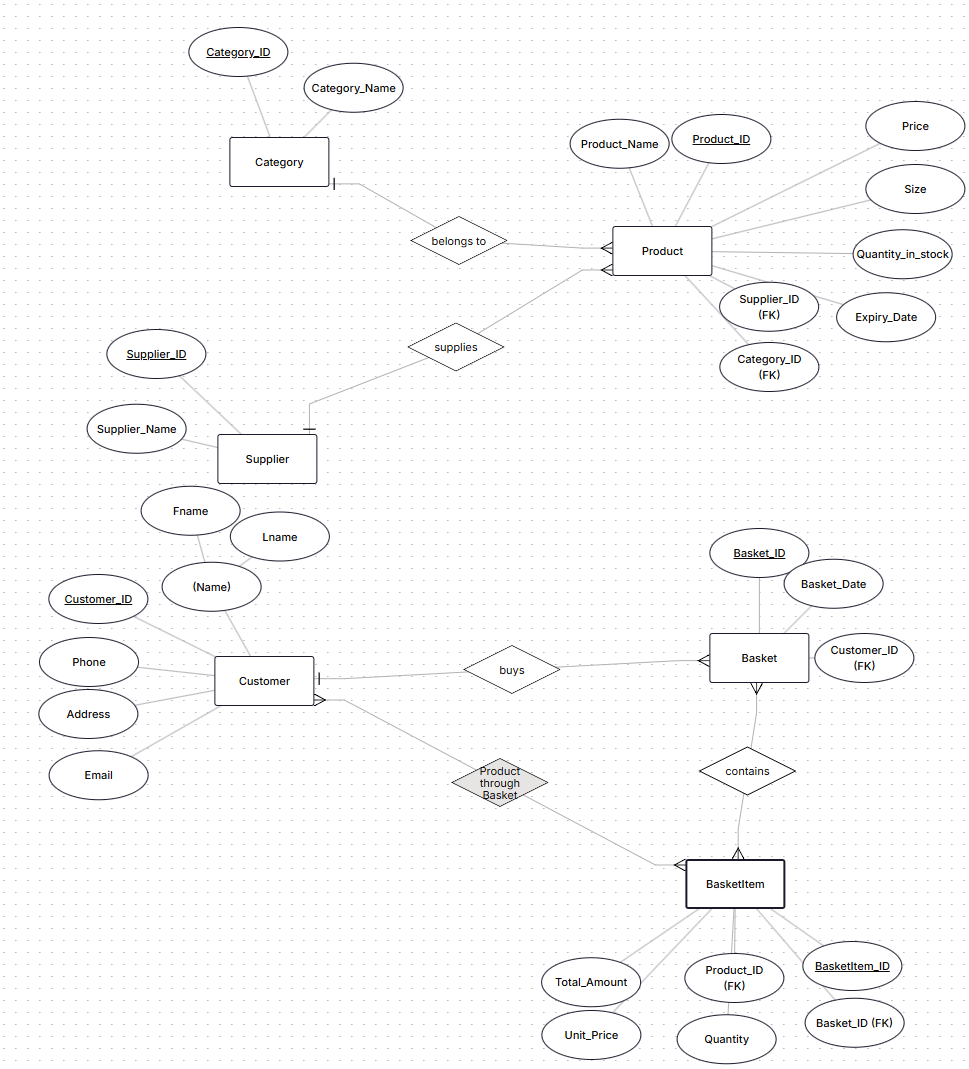 Category_ID
Category_Name
Category
Product_Name
Product_ID
Price
Size
Quantity_in_stock
Expiry_Date
Supplier_ID
(FK)
Category_ID
(FK)
Product
belongs to
supplies
Supplier_ID
Supplier_Name
Supplier
Fname
Lname
(Name)
Customer_ID
Phone
Address
Email
Customer
buys
Basket_ID
Basket_Date
Customer_ID
(FK)
Basket
Product
through
Basket
contains
BasketItem
Total_Amount
Unit_Price
Product_ID
(FK)
Quantity
BasketItem_ID
Basket_ID (FK)